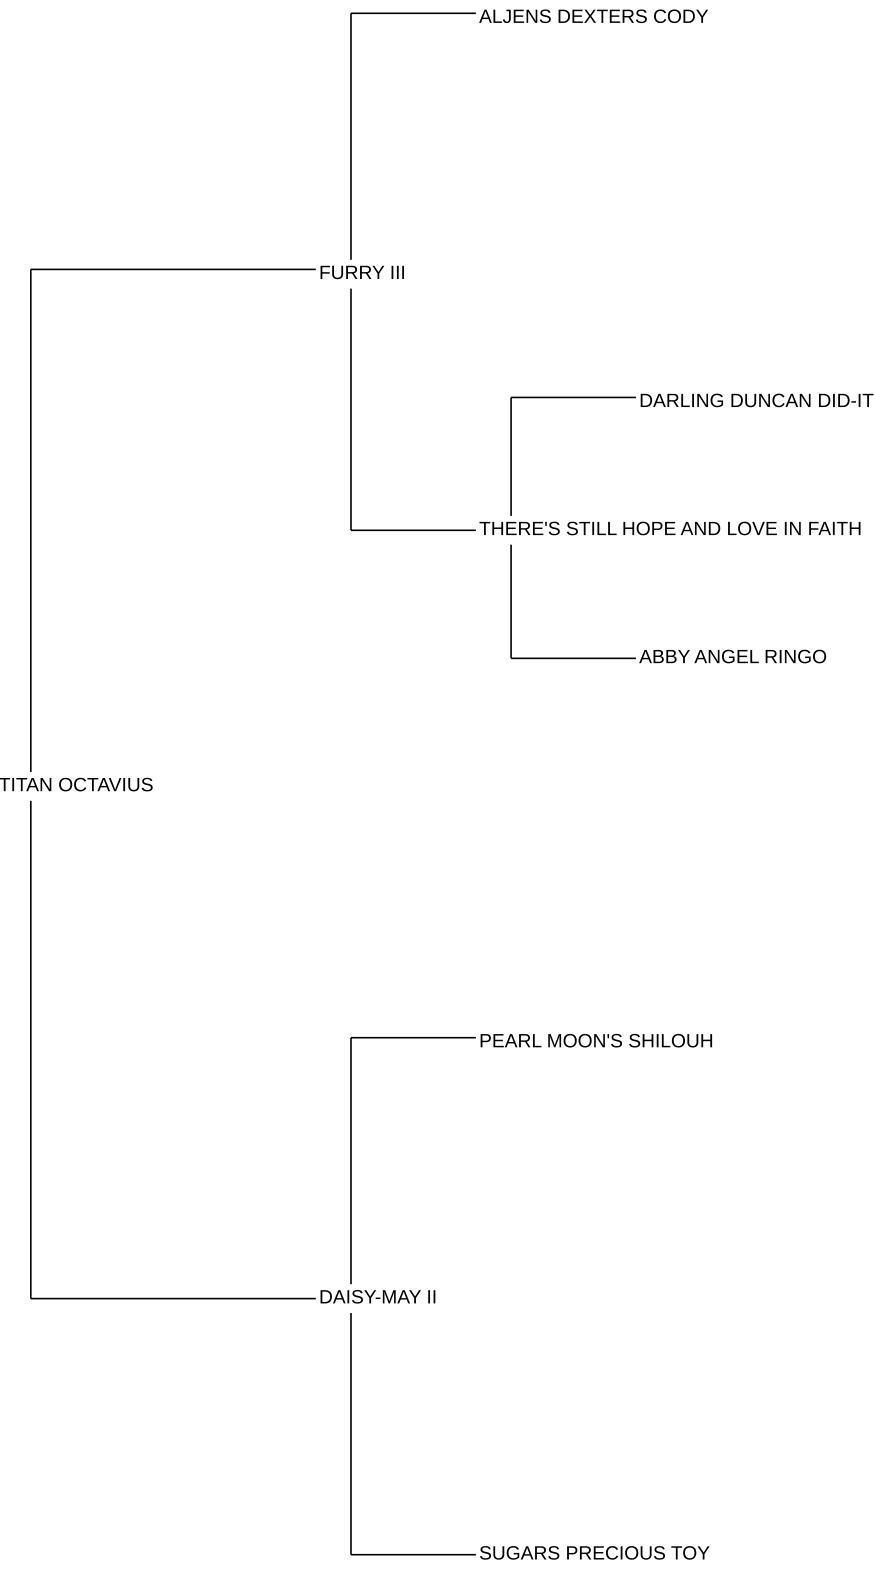 ALJENS DEXTERS CODY
FURRY III
DARLING DUNCAN DID-IT
THERE'S STILL HOPE AND LOVE IN FAITH
ABBY ANGEL RINGO
TITAN OCTAVIUS
PEARL MOON'S SHILOUH
DAISY-MAY II
SUGARS PRECIOUS TOY